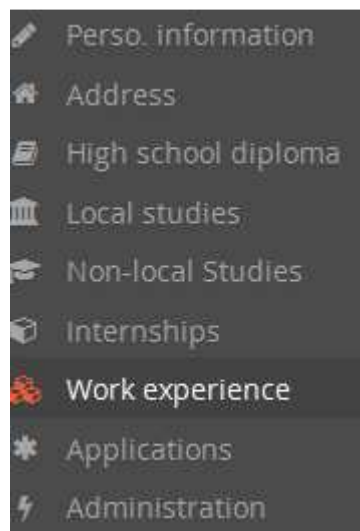 Perso. information
Address
High school diploma
Local studies
Non-local Studies
Internships
Work experience
Applications
Administration